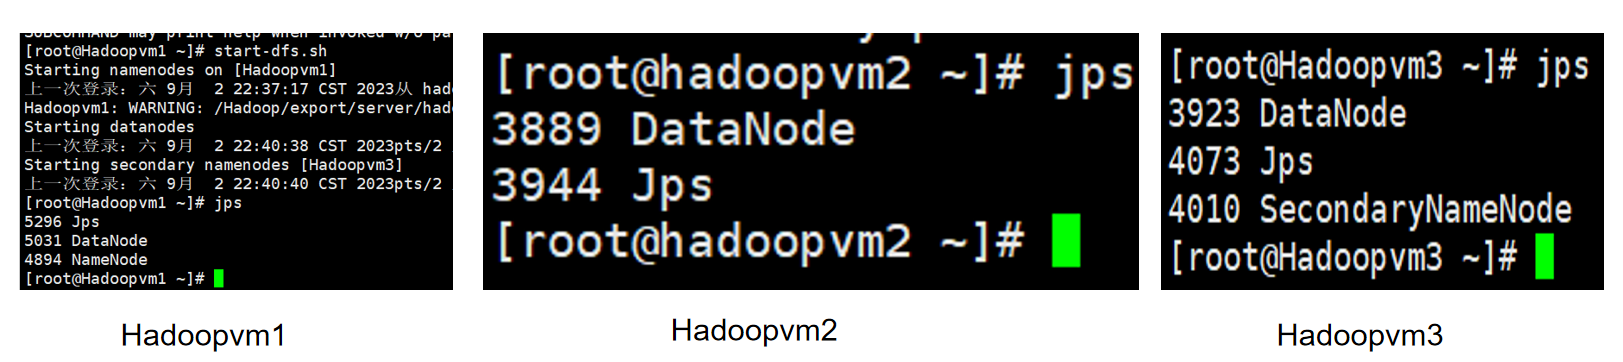 SUBCOMMAND may print help when invoked w/o pa
[root@Hadoopvm1 ~]# start-dfs.sh
Starting namenodes on [Hadoopvm1]
上一次登录: 六 9月  2 22:37:17 CST 2023从 had
Hadoopvm1: WARNING: /Hadoop/export/server/had
Starting datanodes
上一次登录: 六 9月  2 22:40:38 CST 2023pts/2
Starting secondary namenodes [Hadoopvm3]
上一次登录: 六 9月  2 22:40:40 CST 2023pts/2
[root@Hadoopvm1 ~]# jps
5296 Jps
5031 DataNode
4894 NameNode
[root@Hadoopvm1 ~]#
Hadoopvm1
[root@hadoopvm2 ~]# jps
3889 DataNode
3944 Jps
[root@hadoopvm2 ~]#
Hadoopvm2
[root@Hadoopvm3 ~]# jps
3923 DataNode
4073 Jps
4010 SecondaryNameNode
[root@Hadoopvm3 ~]#
Hadoopvm3